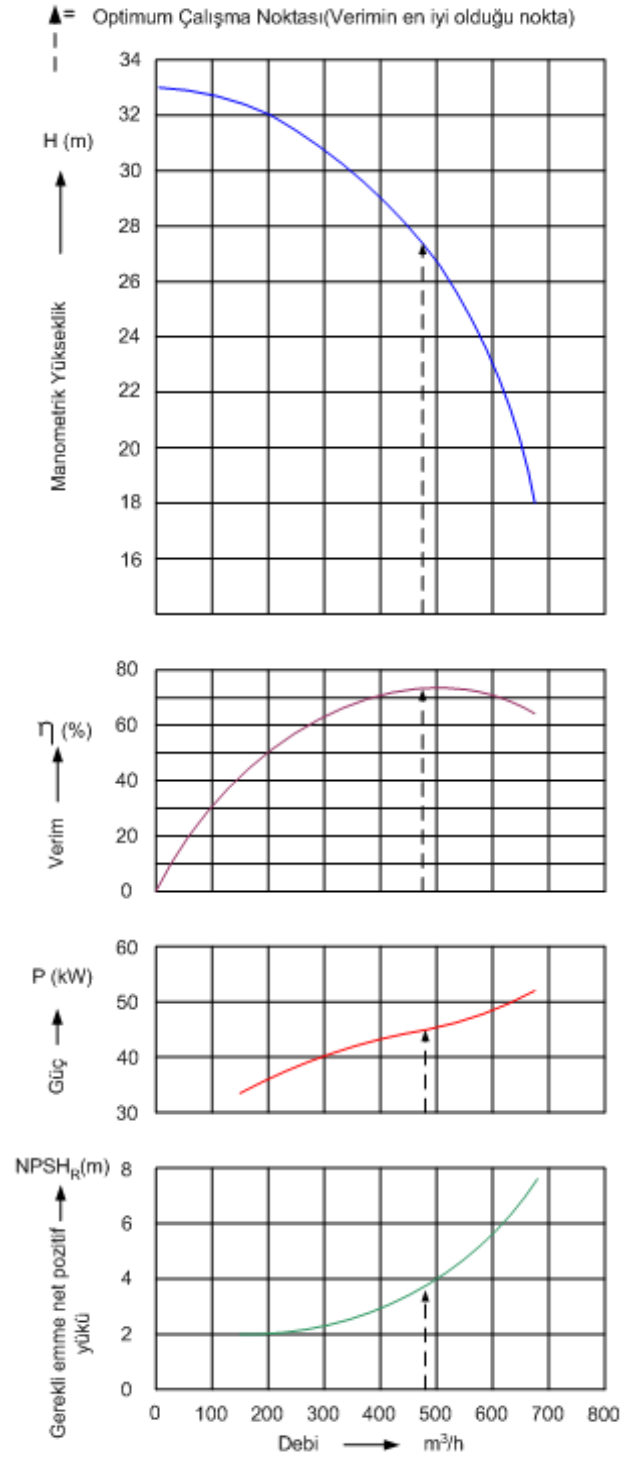 = Optimum Çalışma Noktası(Verimin en iyi olduğu nokta)
H (m)
Manometrik Yükseklik
34
32
30
28
26
24
22
20
18
16
η (%)
Verim
80
60
40
20
0
P (kW)
Güç
60
50
40
30
NPSHR(m)
Gerekli emme net pozitif
yükü
8
6
4
2
0
0 100 200 300 400 500 600 700 800
Debi m³/h